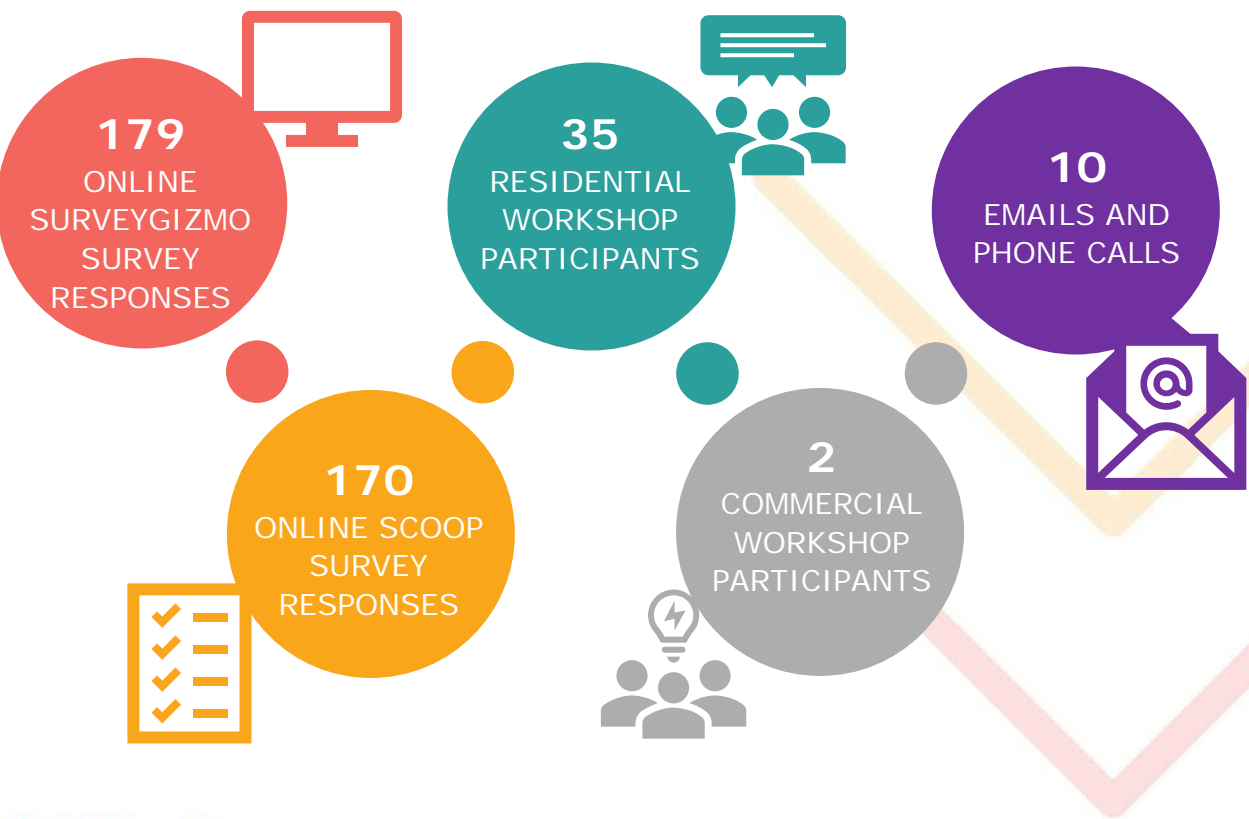 179
ONLINE
SURVEYGIZMO
SURVEY
RESPONSES
170
ONLINE SCOOP
SURVEY
RESPONSES
35
RESIDENTIAL
WORKSHOP
PARTICIPANTS
2
COMMERCIAL
WORKSHOP
PARTICIPANTS
10
EMAILS AND
PHONE CALLS
@